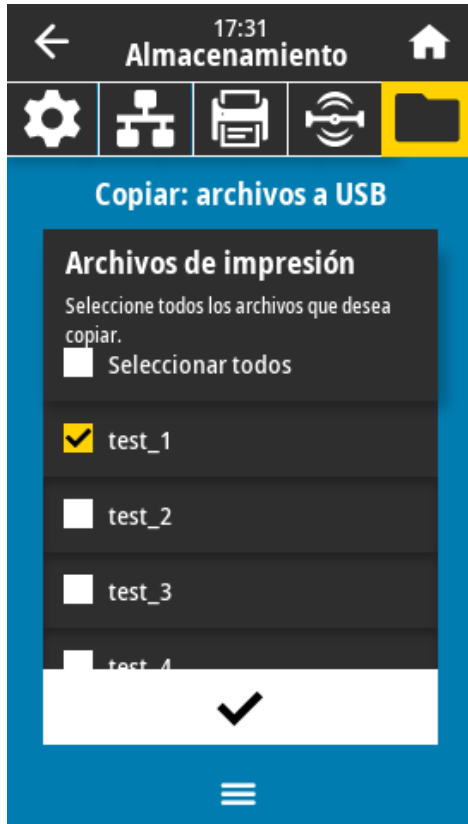 17:31
Almacenamiento
Copiar: archivos a USB
Archivos de impresión
Seleccione todos los archivos que desea
copiar.
Seleccionar todos
test_1
test_2
test_3
test_4